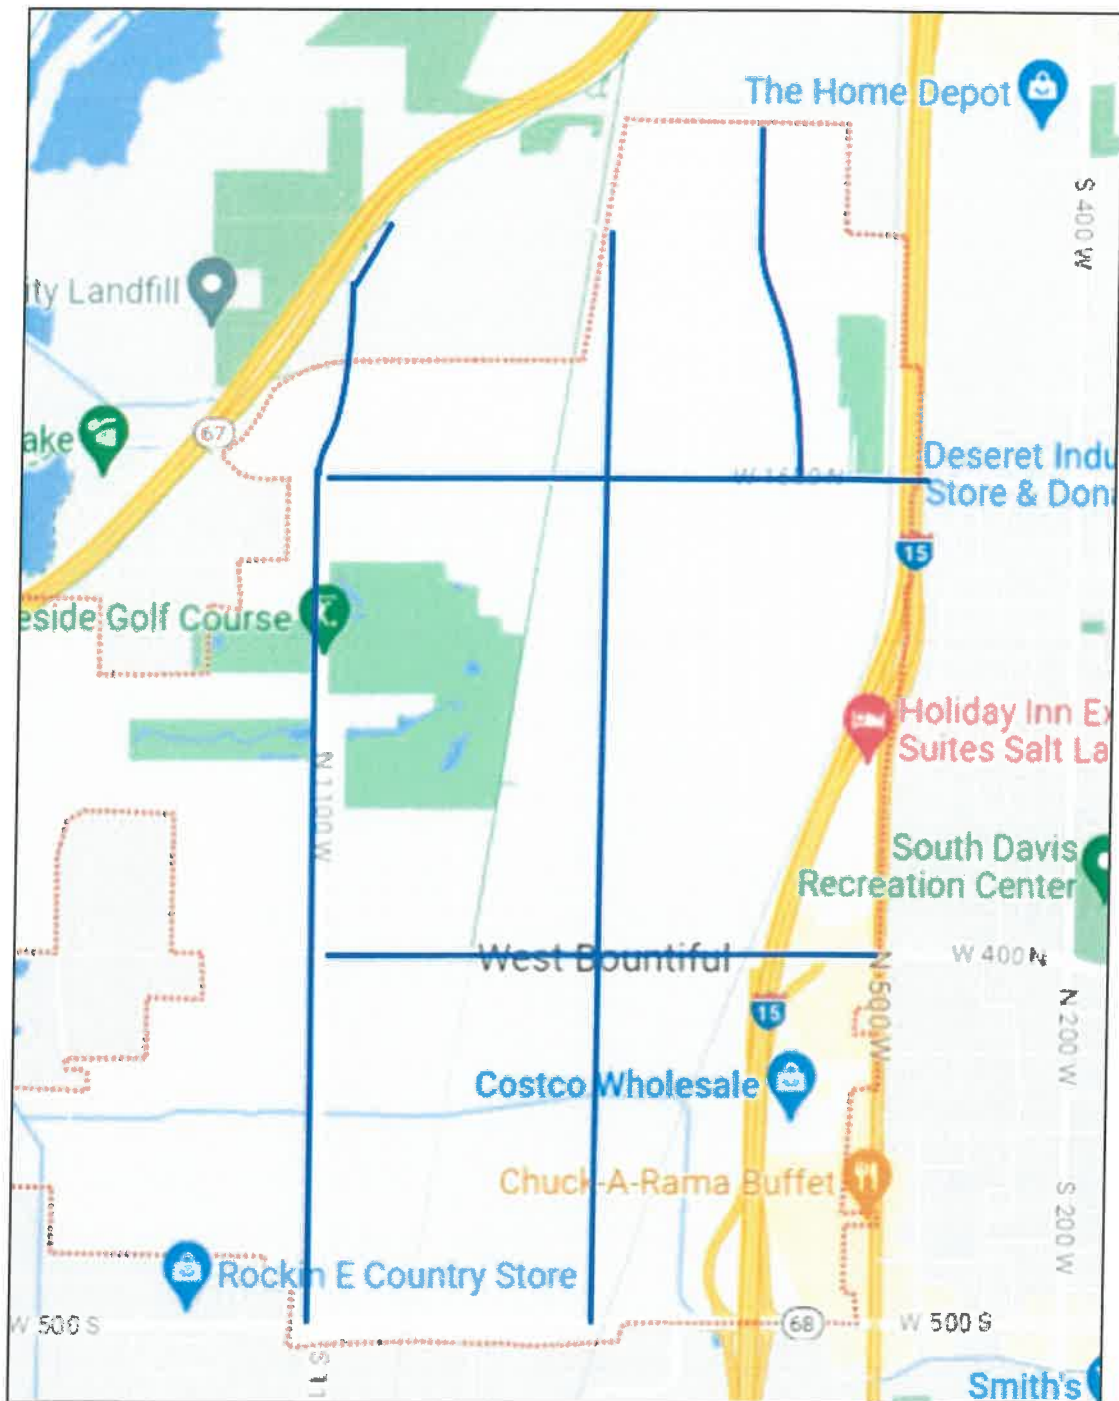 The Home Depot
S 400 W
ity Landfill
67
ake
Deseret Indu
Store & Don
15
eside Golf Course
Holiday Inn Ex
Suites Salt La
N 1100 W
South Davis
Recreation Center
West Bountiful
W 400 N
N 500 W
15
N 200 W
Costco Wholesale
Chuck-A-Rama Buffet
S 200 W
Rockin E Country Store
W 500 S
68
W 500 S
S 11
Smith's